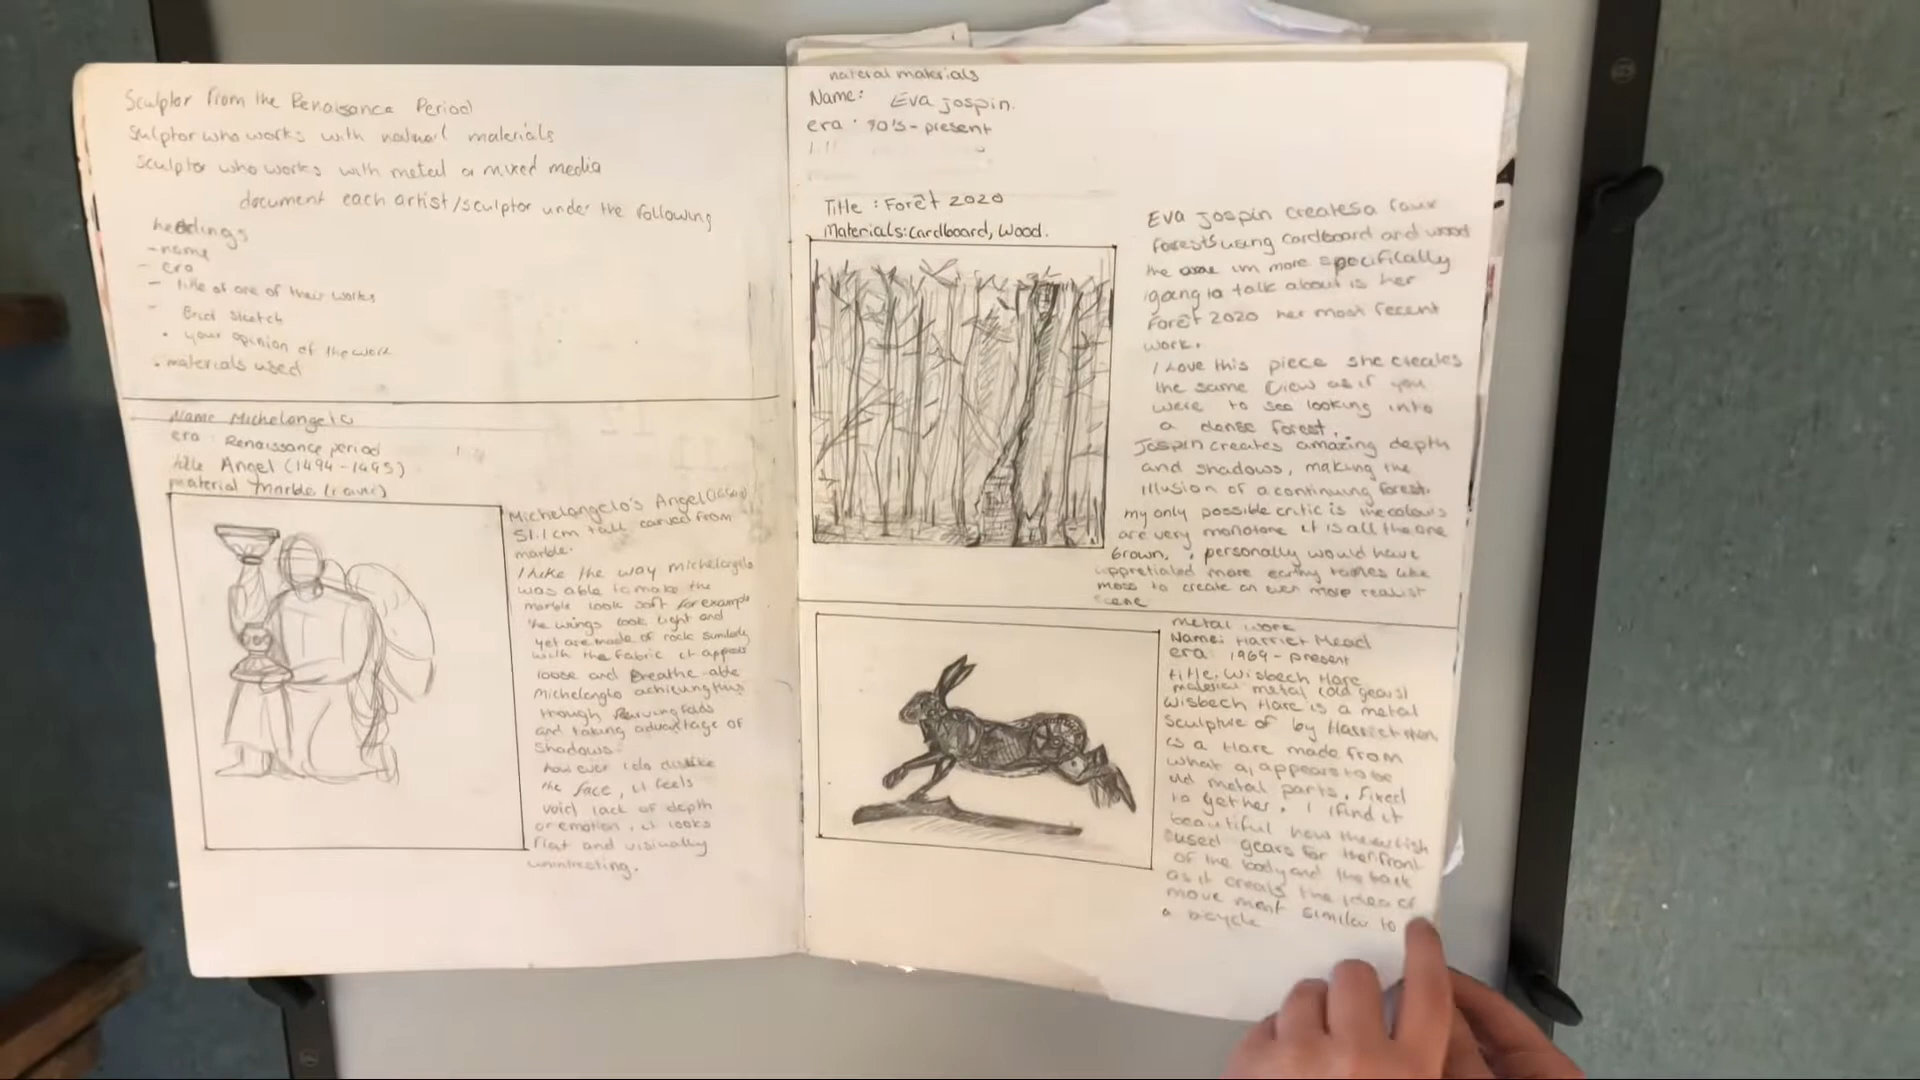 Sculptor from the Renaisance Period
Sulptor who works with natural materials
Sculptor who works with metal a mixed media
document each artist/sculptor under the following
headings
- name
- era
- title of one of their works
- Brief sketch
• your opinion of the work
• materials used
Name Michelangelo
era : Renaissance period
title Angel (1494-1495)
material Marble
Michelangelo's Angel
51.1cm tall carved from
marble.
I like the way michelangelo
was able to make the
marble look soft for example
the wings look light and
yet are made of rock similarly
with the fabric it appears
loose and Breathe-able
Michelanglo achieving this
though folds
and taking advantage of
Shadows.
however I do dislike
the face, it feels
void lack of depth
or emotion, it looks
flat and visiually
natural materials
Name: Eva jospin.
era : 90's - present
Title : Forêt 2020
Materials: Cardboard, Wood.
Eva jospin creates a faux
forests using cardboard and wood
the one im more specifically
going to talk about is her
Forêt 2020 her most recent
work.
I love this piece she creates
the same view as if you
were to see looking into
a dense forest.
Jospin creates amazing depth
and shadows, making the
illusion of a continuing forest.
my only possible critic is the colours
are very monotone it is all the one
brown, i personally would have
appretiated more earthy tones like
moss to create an even more realist
scene
metal work
Name: Harriet Mead
era: 1969 - present
title: Wisbech Hare
material metal (old gears)
Wisbech Hare is a metal
Sculpture of by Harriet
is a Hare made from
what a, appears to be
old metal parts, fixed
to gether. I find it
beautiful how
used gears for the front
of the body and the back
as it creats the idea of
move ment similar to
a bicycle